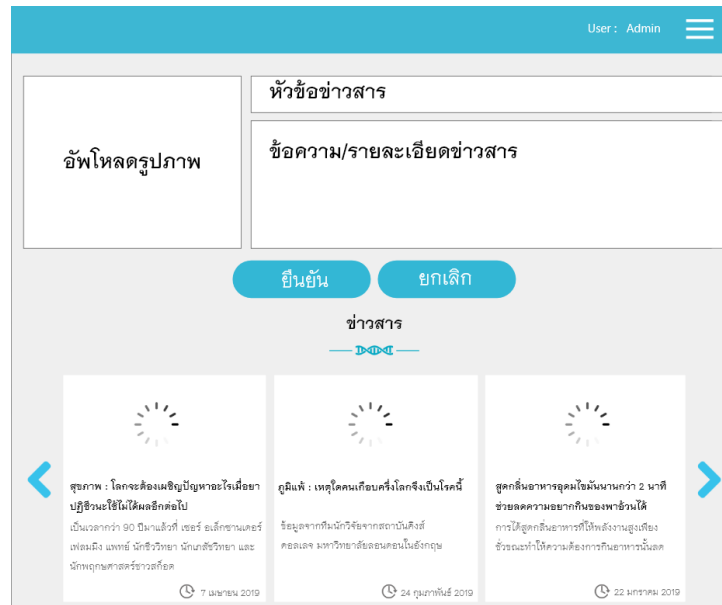 User : Admin
หัวข้อข่าวสาร
อัพโหลดรูปภาพ
ข้อความ/รายละเอียดข่าวสาร
ยืนยัน
ยกเลิก
ข่าวสาร
สุขภาพ : โลกจะต้องเผชิญปัญหาอะไรเมื่อยา
ปฏิชีวนะใช้ไม่ได้ผลอีกต่อไป
เป็นเวลากว่า 90 ปีมาแล้วที่ เซอร์ อเล็กซานเดอร์
เฟลมมิง แพทย์ นักชีววิทยา นักเภสัชวิทยา และ
นักพฤกษศาสตร์ชาวสก็อต
7 เมษายน 2019
ภูมิแพ้ : เหตุใดคนเกือบครึ่งโลกจึงเป็นโรคนี้
ข้อมูลจากทีมนักวิจัยจากสถาบันคิงส์
คอลเลจ มหาวิทยาลัยลอนดอนในอังกฤษ
24 กุมภาพันธ์ 2019
สูดกลิ่นอาหารอุดมไขมันนานกว่า 2 นาที
ช่วยลดความอยากกินของพาอ้วนได้
การได้สูดกลิ่นอาหารที่ให้พลังงานสูงเพียง
ชั่วขณะทำให้ความต้องการกินอาหารนั้นลด
22 มกราคม 2019